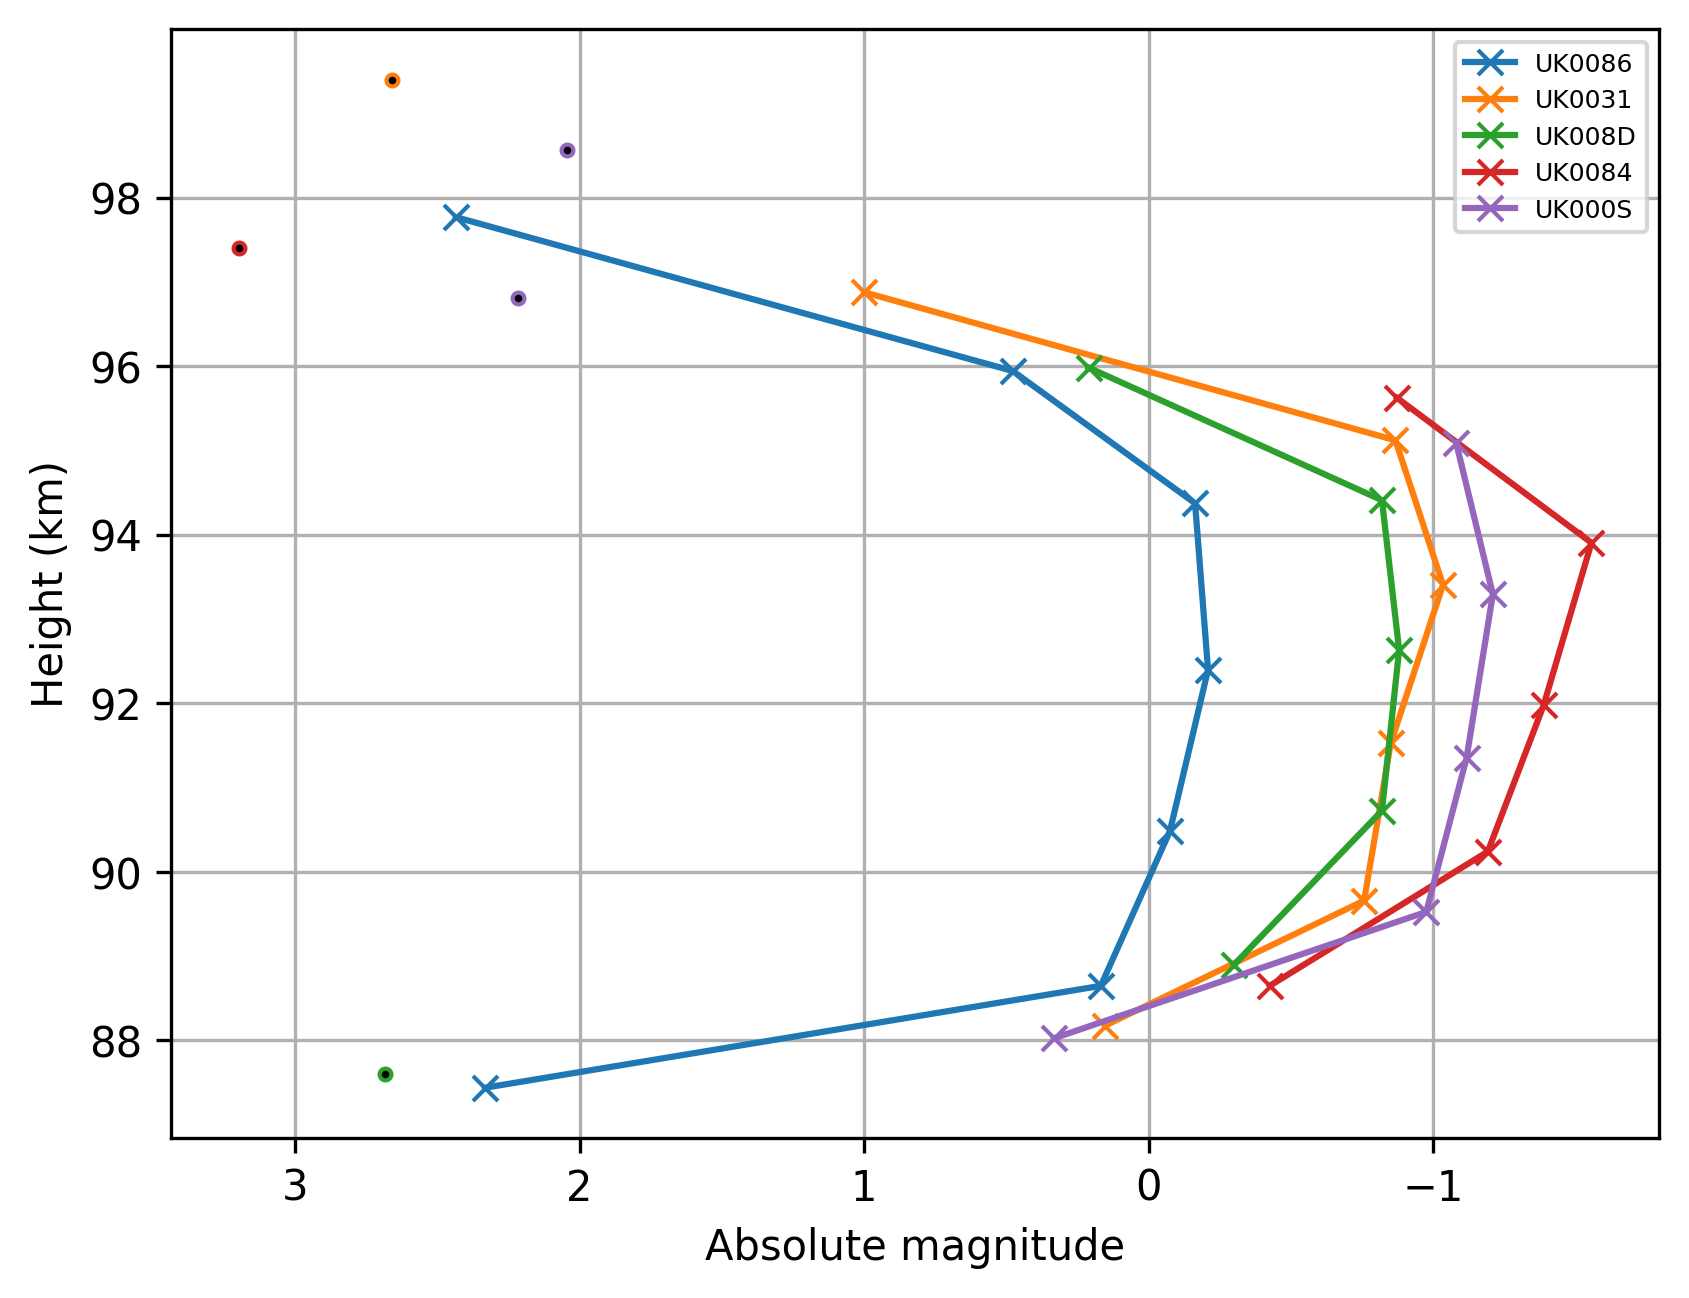 UK0086
UK0031
UK008D
UK0084
UK000S
98
96
94
92
90
88
Height (km)
3 2 1 0 −1
Absolute magnitude